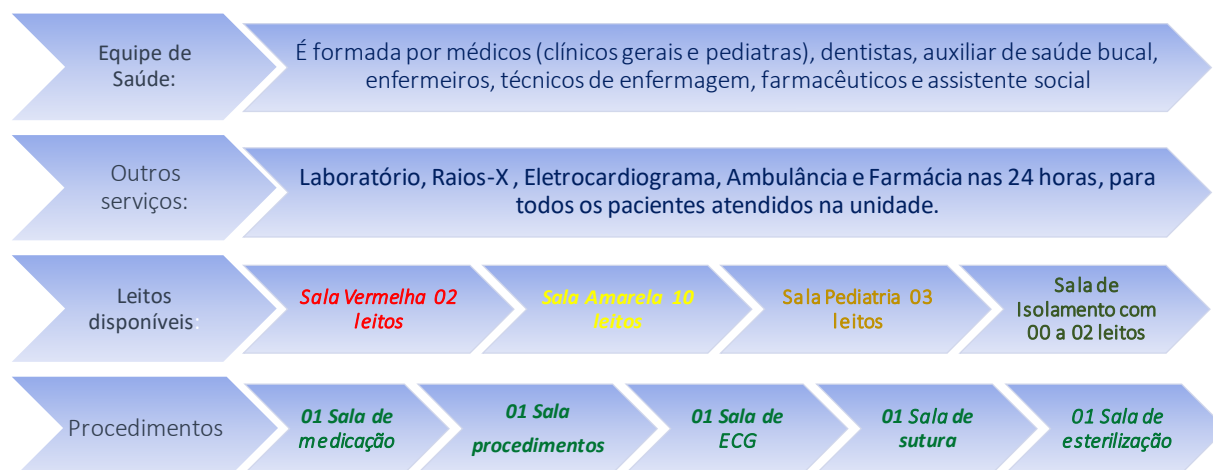 Equipe de
Saúde:
É formada por médicos (clínicos gerais e pediatras), dentistas, auxiliar de saúde bucal,
enfermeiros, técnicos de enfermagem, farmacêuticos e assistente social
Outros
serviços:
Laboratório, Raios-X , Eletrocardiograma, Ambulância e Farmácia nas 24 horas, para
todos os pacientes atendidos na unidade.
Leitos
disponíveis:
Sala Vermelha 02
leitos
Sala Amarela 10
leitos
Sala Pediatria 03
leitos
Sala de
Isolamento com
00 a 02 leitos
Procedimentos
01 Sala de
medicação
01 Sala
procedimentos
01 Sala de
ECG
01 Sala de
sutura
01 Sala de
esterilização